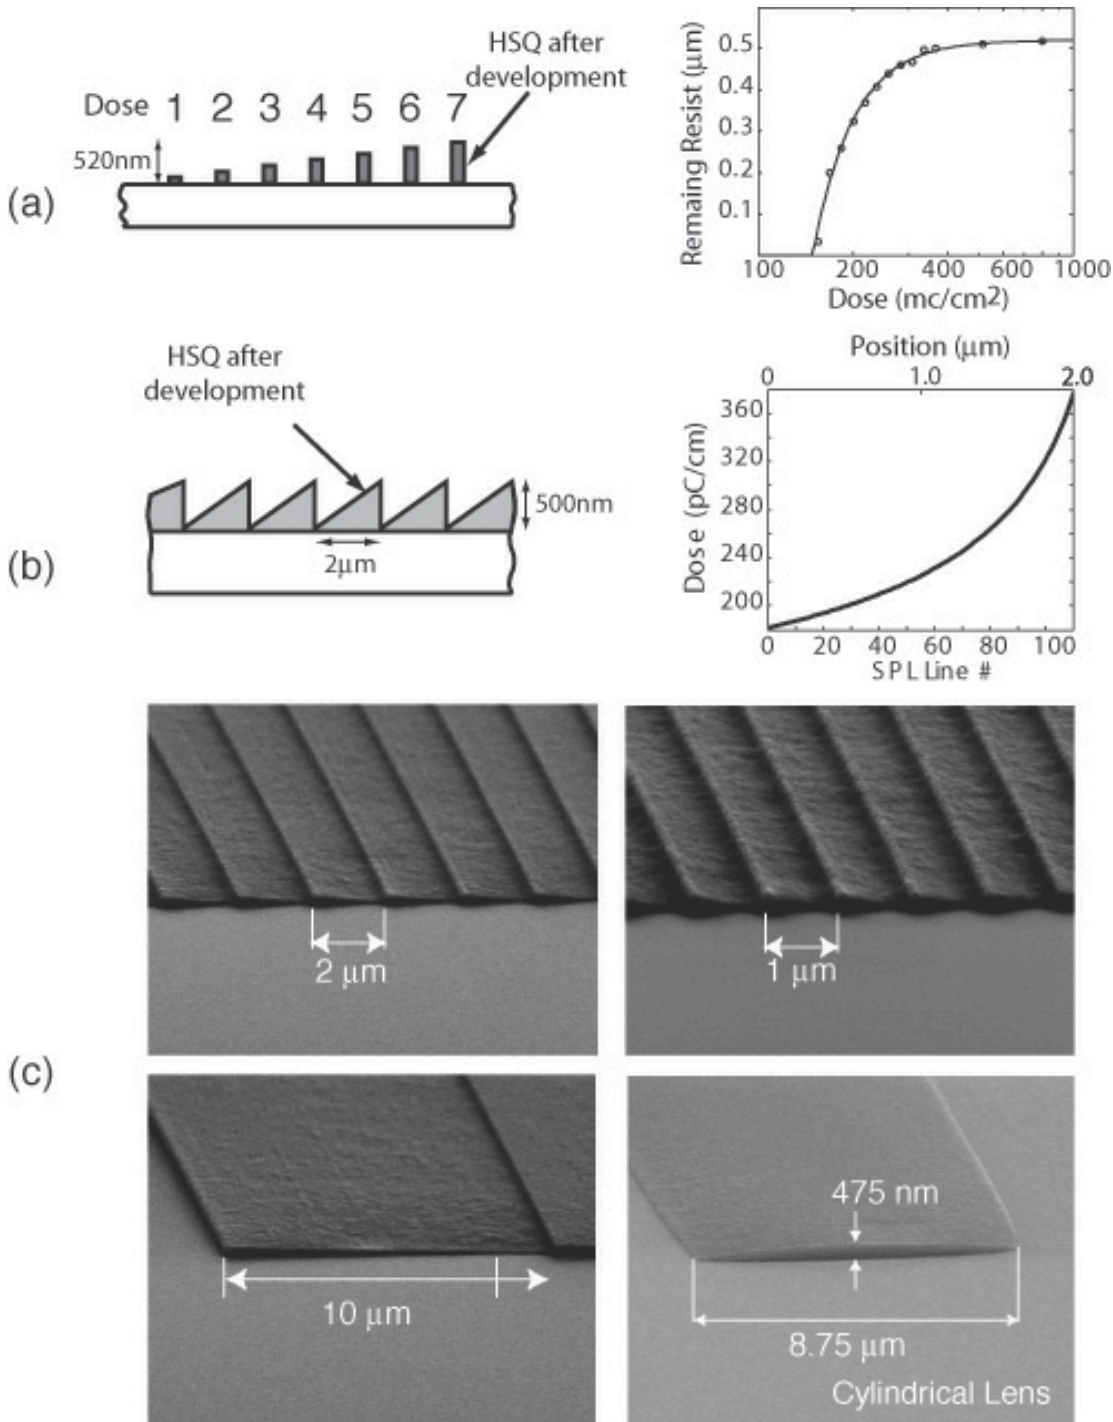 (a)
Dose 1 2 3 4 5 6 7
HSQ after
development
520nm
Remaing Resist (μm)
0.5
0.4
0.3
0.2
0.1
100 200 400 600 1000
Dose (mc/cm2)
(b)
HSQ after
development
500nm
2μm
Position (μm)
0 1.0 2.0
Dose (pC/cm)
360
320
280
240
200
0 20 40 60 80 100
SPL Line #
(c)
2 μm
1 μm
10 μm
475 nm
8.75 μm
Cylindrical Lens